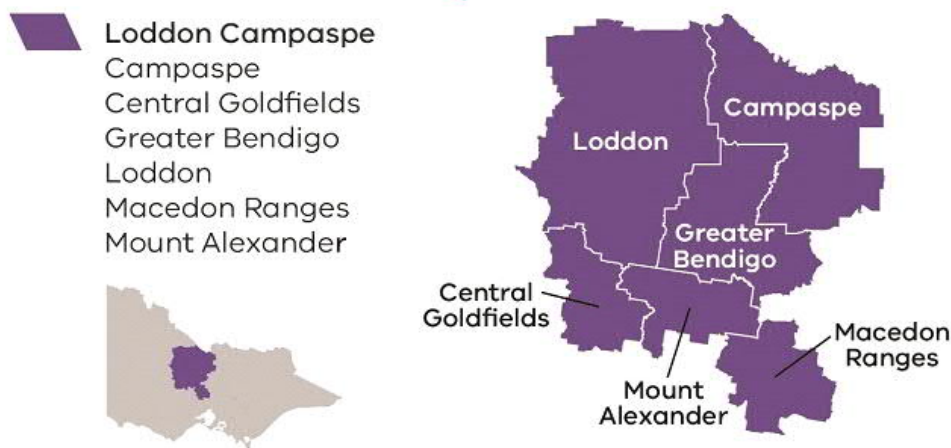 Loddon Campaspe
Campaspe
Central Goldfields
Greater Bendigo
Loddon
Macedon Ranges
Mount Alexander
Campaspe
Loddon
Greater
Bendigo
Central
Goldfields
Macedon
Ranges
Mount
Alexander